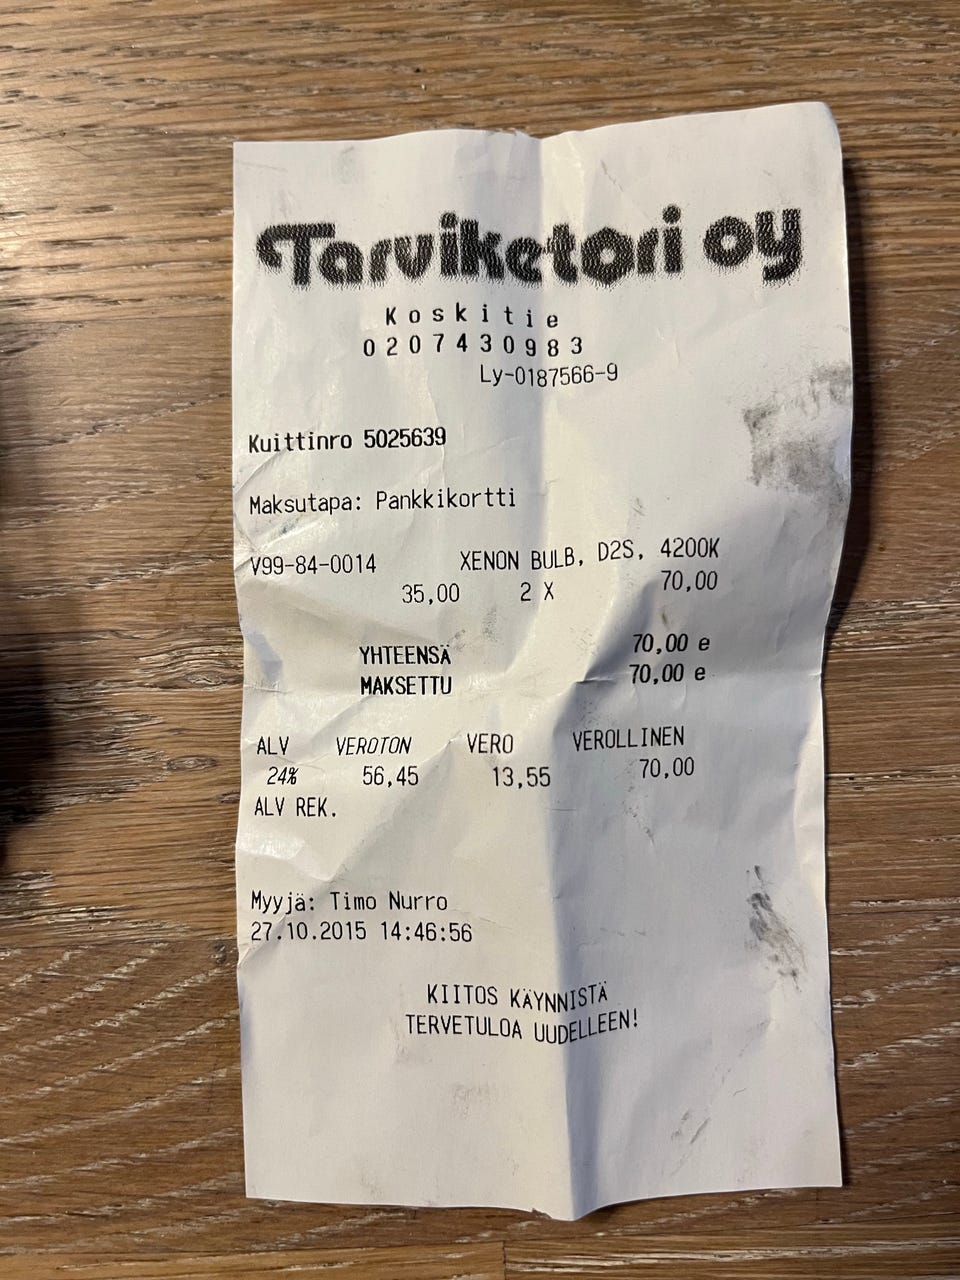 Tarviketori oy
Koskitie
0207430983
Ly-0187566-9
Kuittinro 5025639
Maksutapa: Pankkikortti
V99-84-0014 XENON BULB, D2S, 4200K
35,00 2 X 70,00
YHTEENSÄ 70,00 e
MAKSETTU 70,00 e
ALV VEROTON VERO VEROLLINEN
24% 56,45 13,55 70,00
ALV REK.
Myyjä: Timo Nurro
27.10.2015 14:46:56
KIITOS KÄYNNISTÄ
TERVETULOA UUDELLEEN!